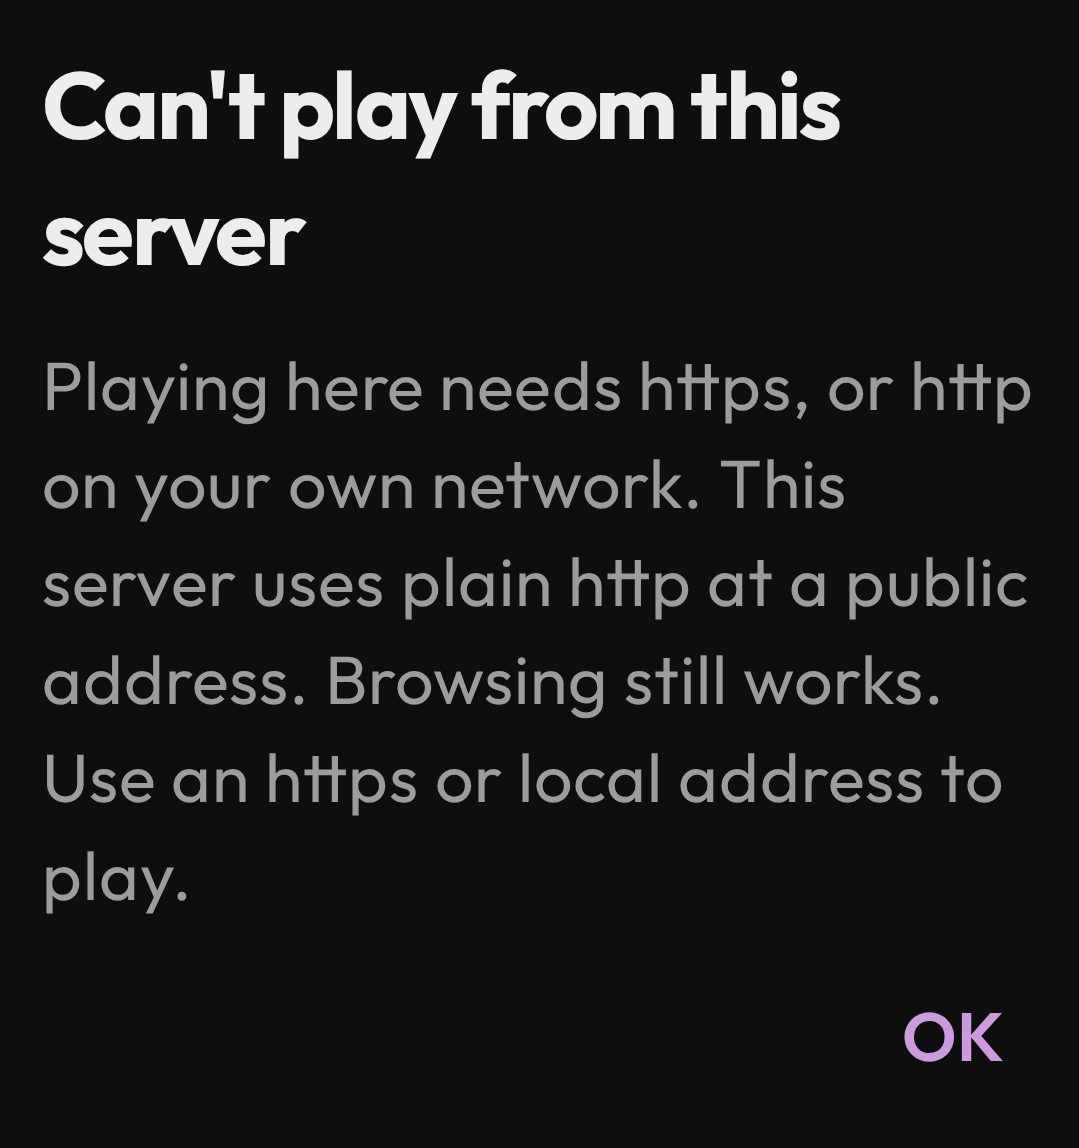 Can't play from this
server
Playing here needs https, or http
on your own network. This
server uses plain http at a public
address. Browsing still works.
Use an https or local address to
play.
OK